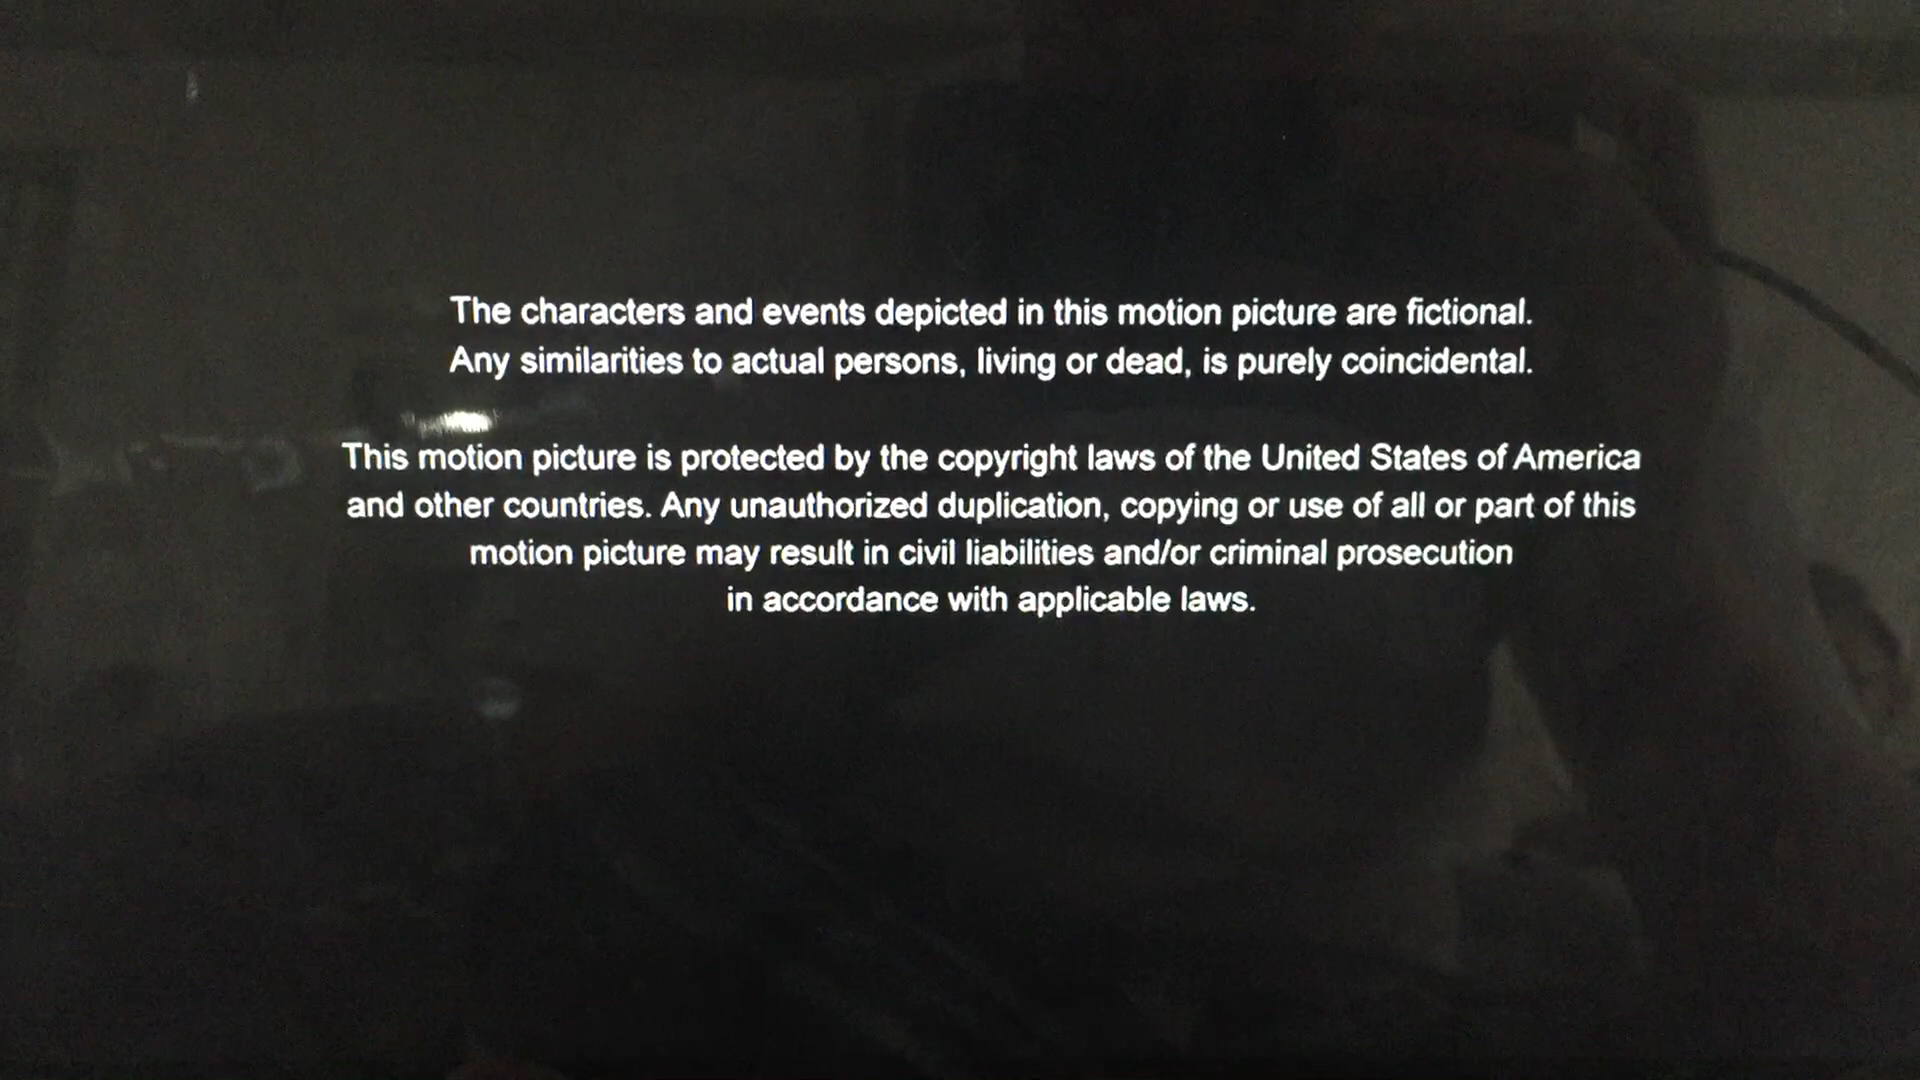 The characters and events depicted in this motion picture are fictional.
Any similarities to actual persons, living or dead, is purely coincidental.
This motion picture is protected by the copyright laws of the United States of America
and other countries. Any unauthorized duplication, copying or use of all or part of this
motion picture may result in civil liabilities and/or criminal prosecution
in accordance with applicable laws.